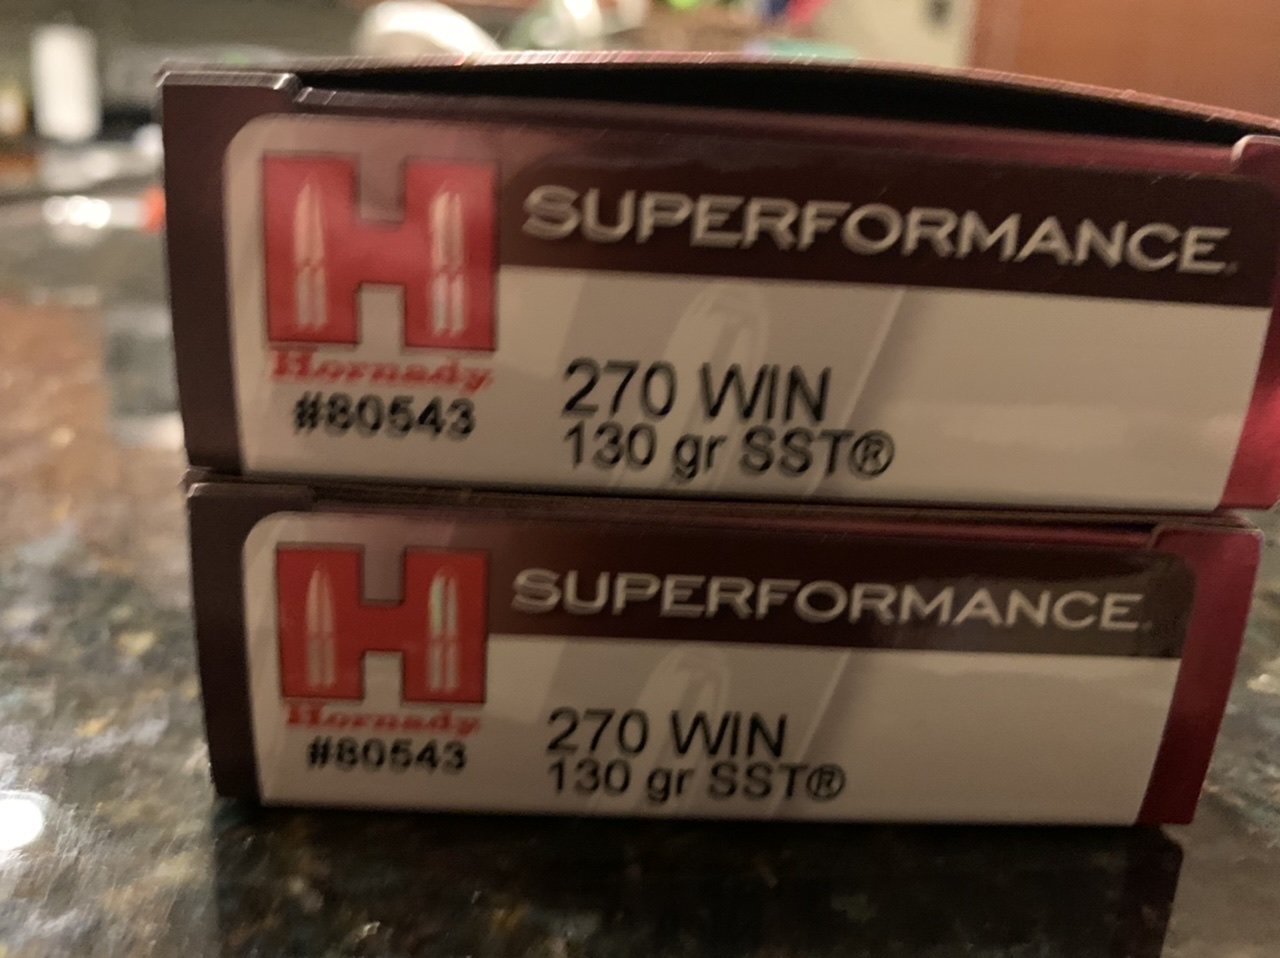 SUPERFORMANCE
Hornady
#80543
270 WIN
130 gr SST®
SUPERFORMANCE
Hornady
#80543
270 WIN
130 gr SST®